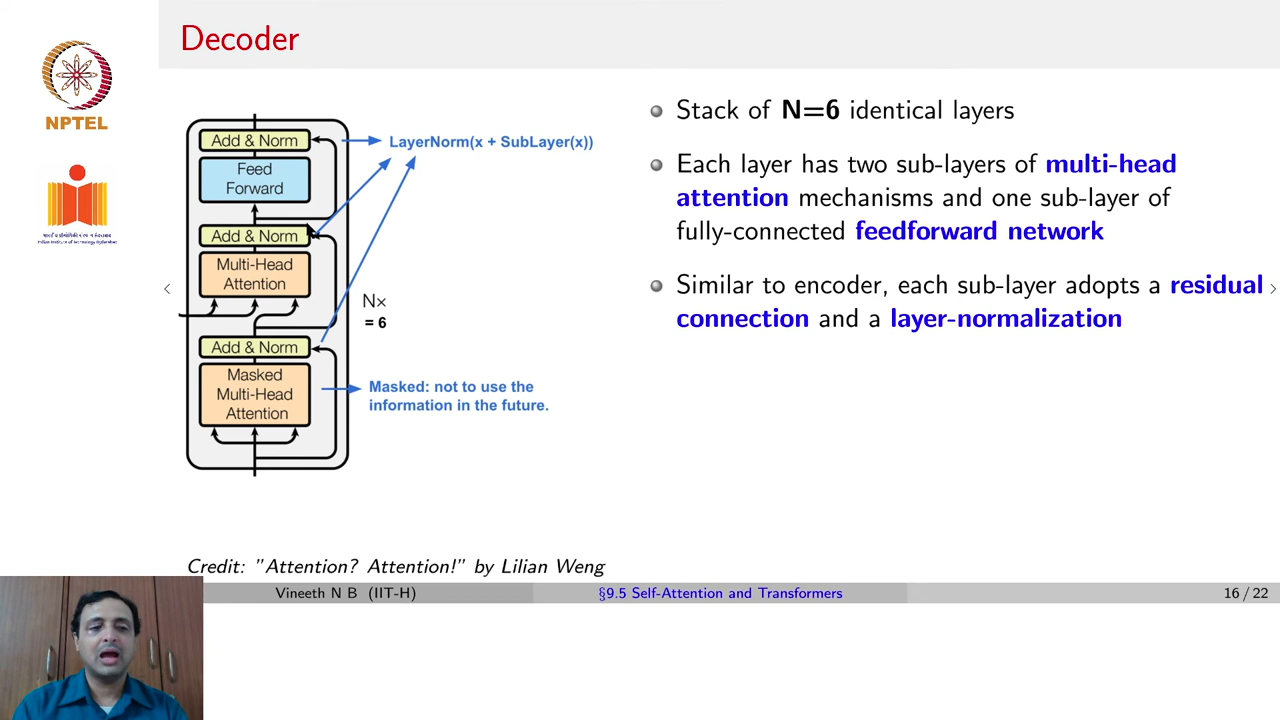 Decoder
NPTEL
Add & Norm
Feed
Forward
Add & Norm
Multi-Head
Attention
Add & Norm
Masked
Multi-Head
Attention
LayerNorm(x + SubLayer(x))
N×
= 6
Masked: not to use the
information in the future.
Stack of N=6 identical layers
Each layer has two sub-layers of multi-head
attention mechanisms and one sub-layer of
fully-connected feedforward network
Similar to encoder, each sub-layer adopts a residual
connection and a layer-normalization
Credit: "Attention? Attention!" by Lilian Weng
Vineeth N B (IIT-H)
§9.5 Self-Attention and Transformers
16 / 22